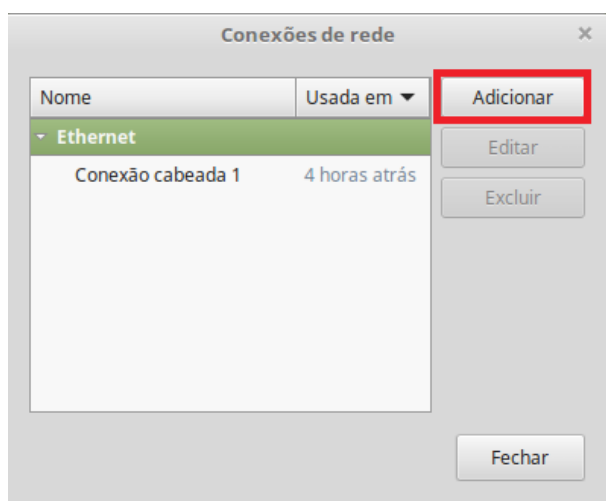 Conexões de rede
Nome
Usada em
Adicionar
Ethernet
Editar
Conexão cabeada 1
4 horas atrás
Excluir
Fechar